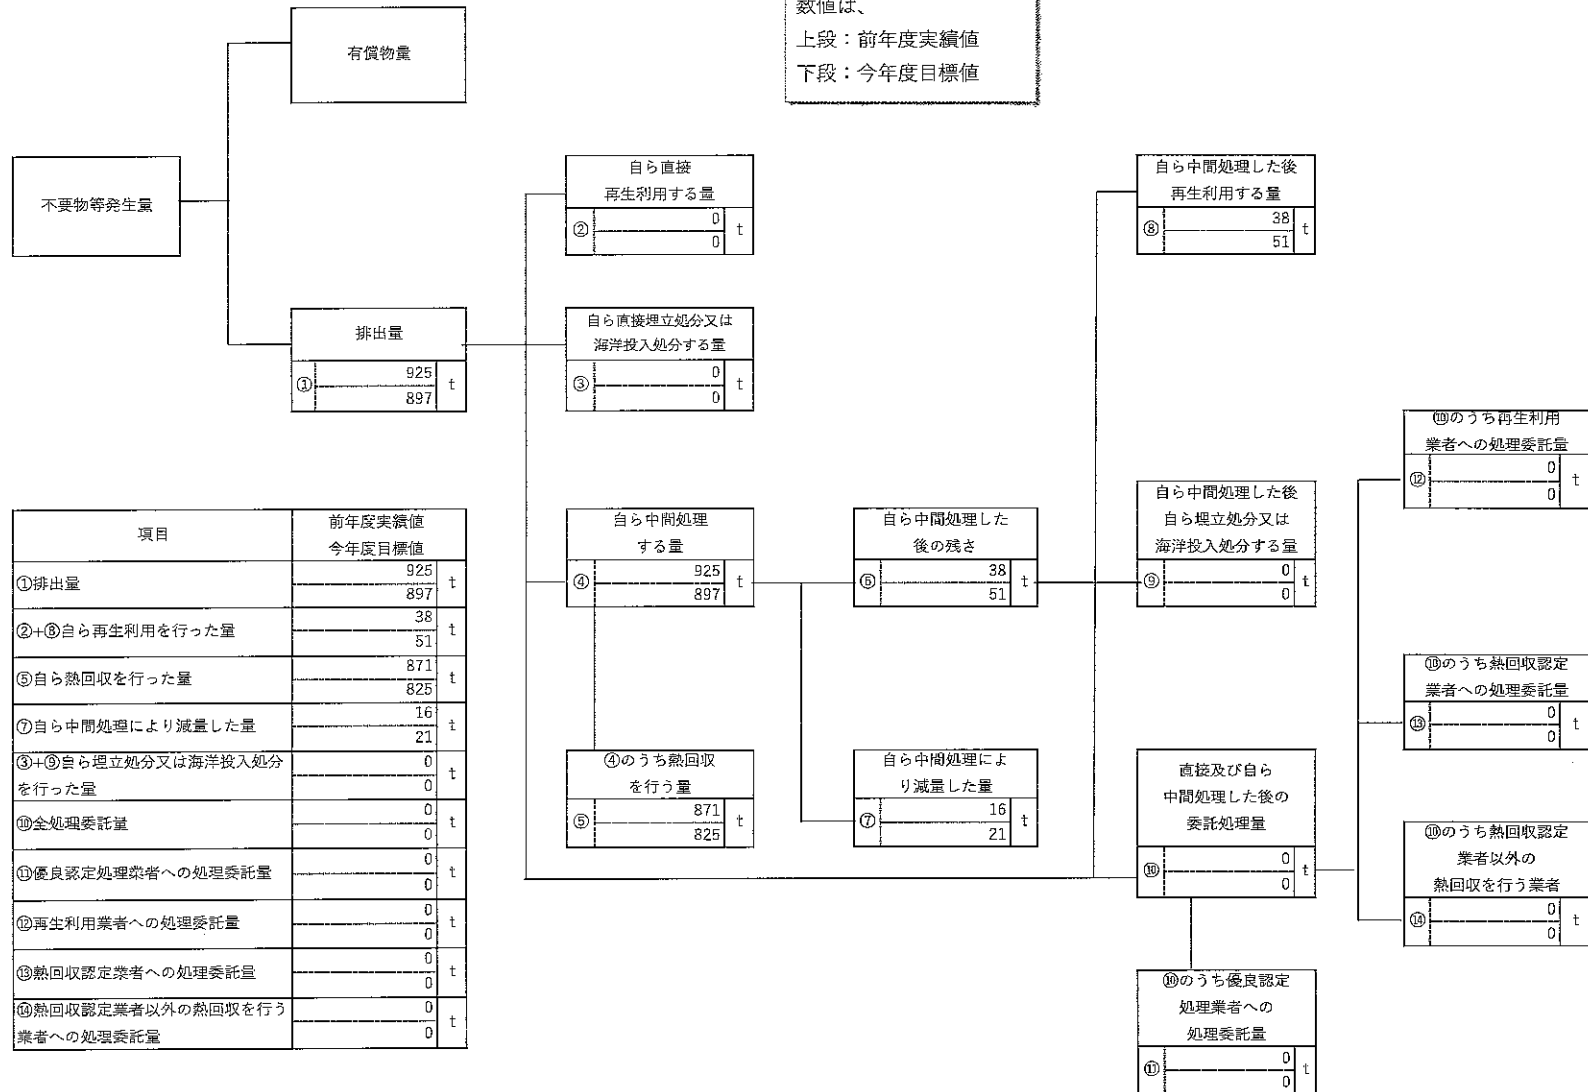 数値は、
上段：前年度実績値
下段：今年度目標値
有償物量
不要物等発生量
排出量
① 925 t
897
自ら直接
再生利用する量
② 0 t
0
自ら直接埋立処分又は
海洋投入処分する量
③ 0 t
0
自ら中間処理した後
再生利用する量
⑧ 38 t
51
自ら中間処理
する量
④ 925 t
897
自ら中間処理した
後の残さ
⑥ 38 t
51
自ら中間処理した後
自ら埋立処分又は
海洋投入処分する量
⑨ 0 t
0
④のうち熱回収
を行う量
⑤ 871 t
825
自ら中間処理によ
り減量した量
⑦ 16 t
21
直接及び自ら
中間処理した後の
委託処理量
⑩ 0 t
0
⑩のうち再生利用
業者への処理委託量
⑫ 0 t
0
⑩のうち熱回収認定
業者への処理委託量
⑬ 0 t
0
⑩のうち熱回収認定
業者以外の
熱回収を行う業者
⑭ 0 t
0
⑩のうち優良認定
処理業者への
処理委託量
⑪ 0 t
0
項目 前年度実績値
今年度目標値
①排出量 925 t
897
②+⑧自ら再生利用を行った量 38 t
51
⑤自ら熱回収を行った量 871 t
825
⑦自ら中間処理により減量した量 16 t
21
③+⑨自ら埋立処分又は海洋投入処分 0 t
を行った量 0
⑩全処理委託量 0 t
0
⑪優良認定処理業者への処理委託量 0 t
0
⑫再生利用業者への処理委託量 0 t
0
⑬熱回収認定業者への処理委託量 0 t
0
⑭熱回収認定業者以外の熱回収を行う 0 t
業者への処理委託量 0